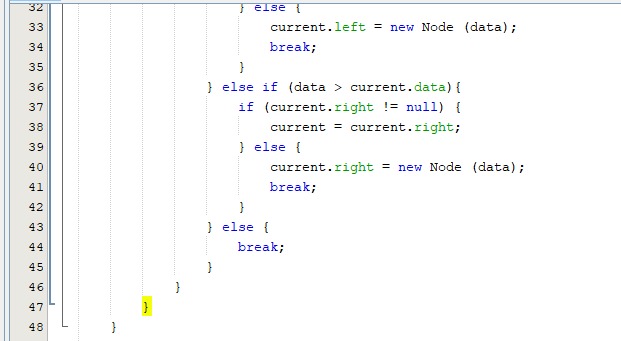 32 } else {
33 current.left = new Node (data);
34 break;
35 }
36 } else if (data > current.data){
37 if (current.right != null) {
38 current = current.right;
39 } else {
40 current.right = new Node (data);
41 break;
42 }
43 } else {
44 break;
45 }
46 }
47 }
48 }